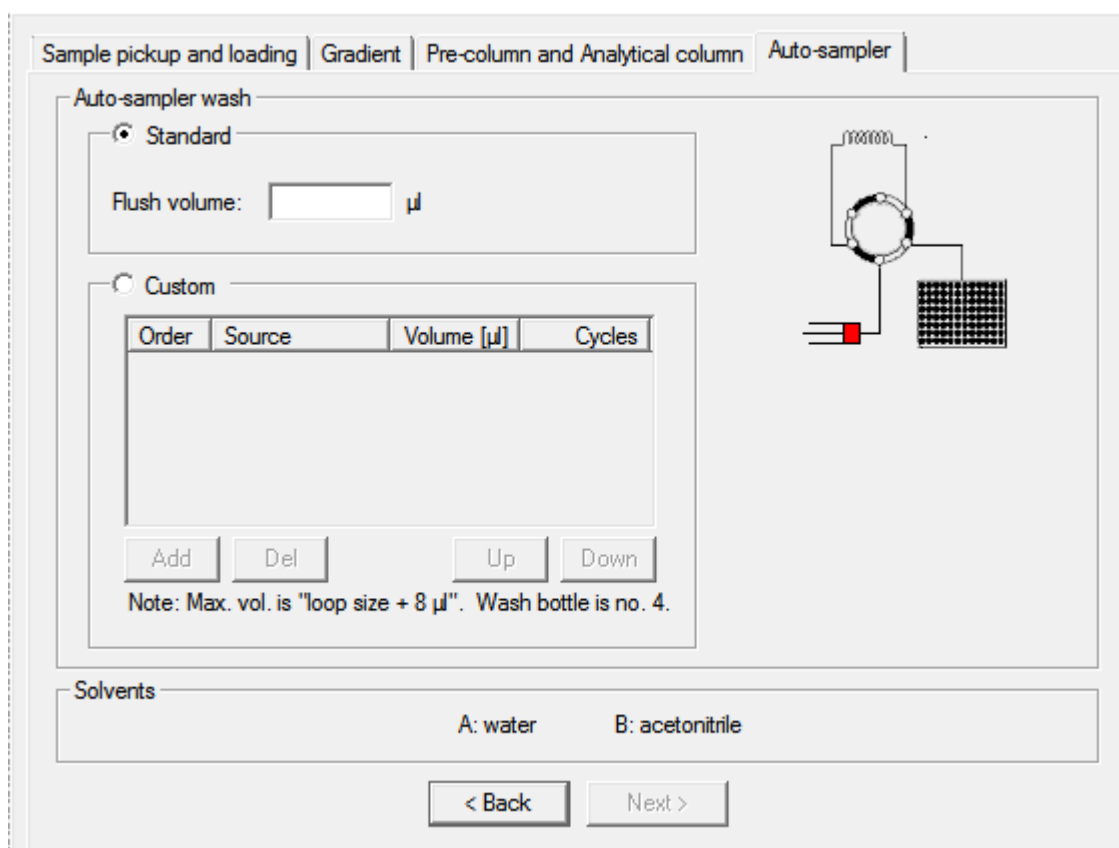 Sample pickup and loading Gradient Pre-column and Analytical column Auto-sampler
Auto-sampler wash
Standard
Flush volume: µl
Custom
Order Source Volume [µl] Cycles
Add Del Up Down
Note: Max. vol. is "loop size + 8 µl". Wash bottle is no. 4.
Solvents
A: water B: acetonitrile
< Back Next >